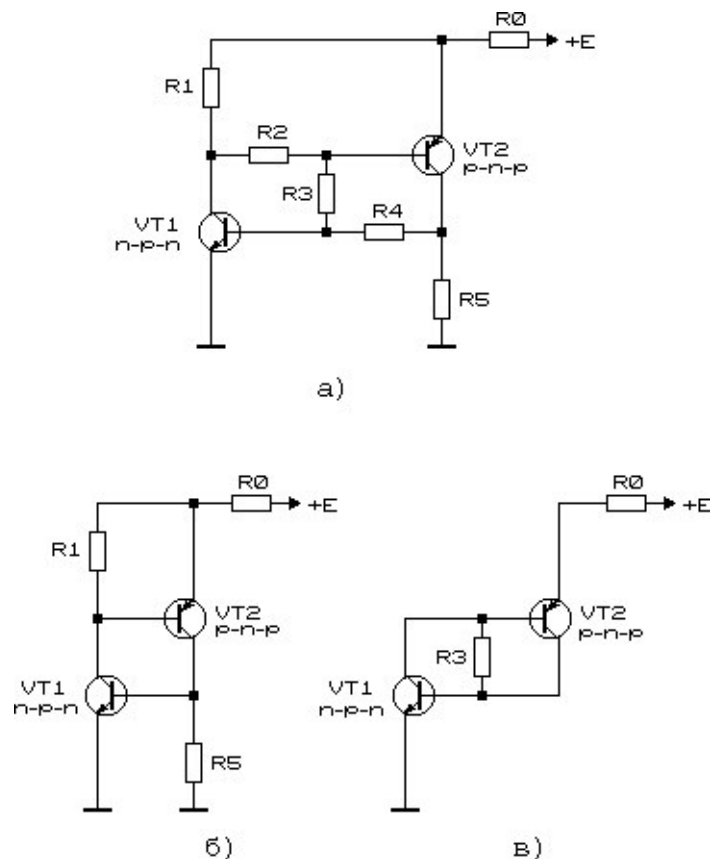 R0
+E
R1
R2
VT2
p-n-p
R3
R4
VT1
n-p-n
R5
а)
R0
+E
R1
VT2
p-n-p
VT1
n-p-n
R5
б)
R0
+E
VT2
p-n-p
R3
VT1
n-p-n
в)